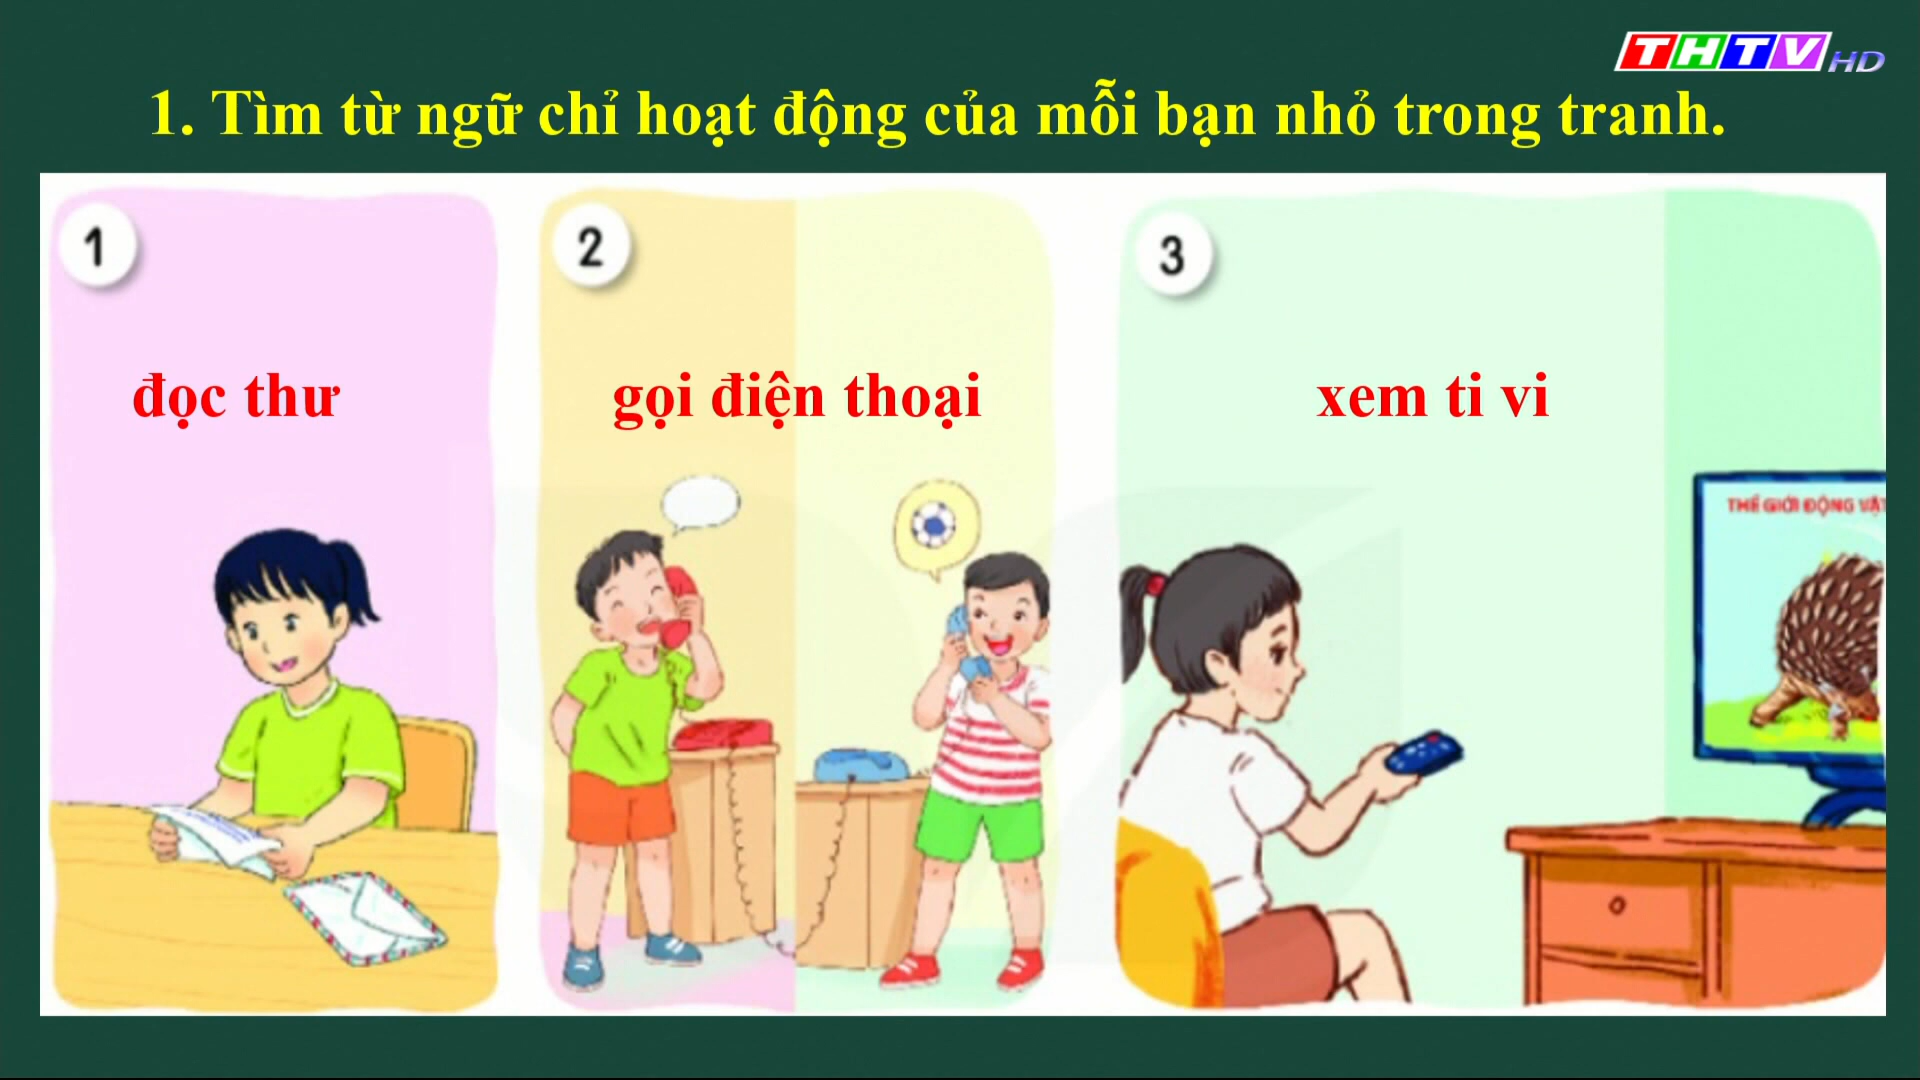 THTV HD
1. Tìm từ ngữ chỉ hoạt động của mỗi bạn nhỏ trong tranh.
1
2
3
đọc thư
gọi điện thoại
xem ti vi
THẾ GIỚI ĐỘNG VẬT